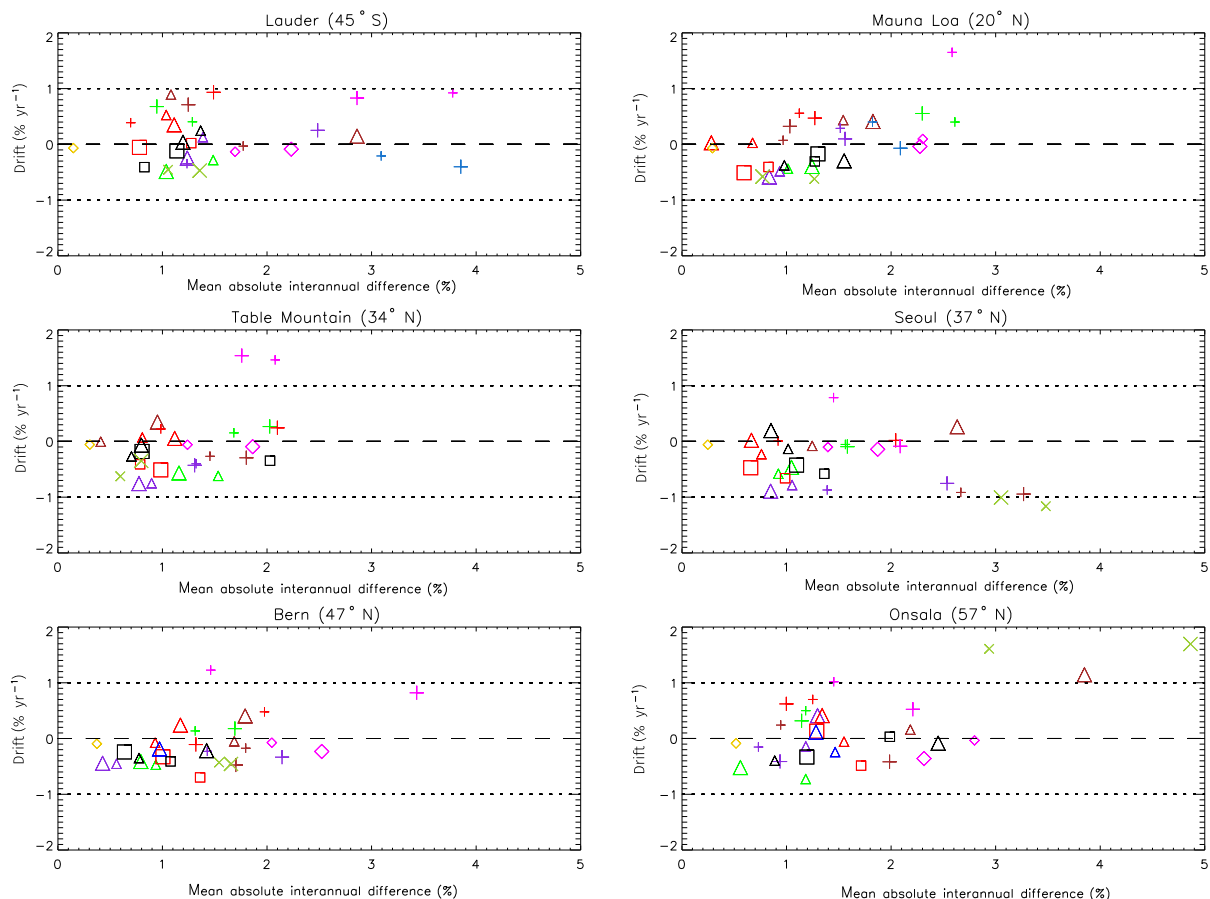 Lauder (45° S)
Mauna Loa (20° N)
Drift (% yr⁻¹)
2
1
0
−1
−2
0 1 2 3 4 5
Mean absolute interannual difference (%)
Drift (% yr⁻¹)
2
1
0
−1
−2
0 1 2 3 4 5
Mean absolute interannual difference (%)
Table Mountain (34° N)
Seoul (37° N)
Drift (% yr⁻¹)
2
1
0
−1
−2
0 1 2 3 4 5
Mean absolute interannual difference (%)
Drift (% yr⁻¹)
2
1
0
−1
−2
0 1 2 3 4 5
Mean absolute interannual difference (%)
Bern (47° N)
Onsala (57° N)
Drift (% yr⁻¹)
2
1
0
−1
−2
0 1 2 3 4 5
Mean absolute interannual difference (%)
Drift (% yr⁻¹)
2
1
0
−1
−2
0 1 2 3 4 5
Mean absolute interannual difference (%)